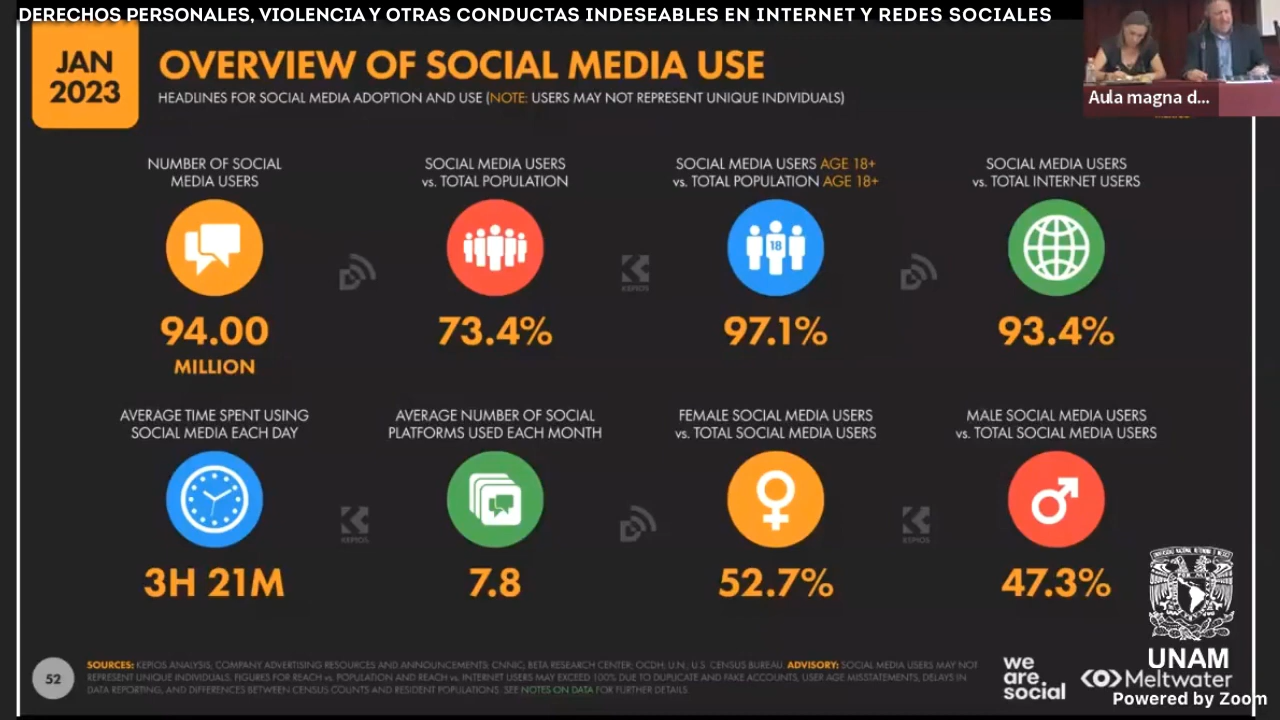 DERECHOS PERSONALES, VIOLENCIA Y OTRAS CONDUCTAS INDESEABLES EN INTERNET Y REDES SOCIALES
JAN
2023
OVERVIEW OF SOCIAL MEDIA USE
HEADLINES FOR SOCIAL MEDIA ADOPTION AND USE (NOTE: USERS MAY NOT REPRESENT UNIQUE INDIVIDUALS)
Aula magna d...
NUMBER OF SOCIAL
MEDIA USERS
SOCIAL MEDIA USERS
vs. TOTAL POPULATION
SOCIAL MEDIA USERS AGE 18+
vs. TOTAL POPULATION AGE 18+
SOCIAL MEDIA USERS
vs. TOTAL INTERNET USERS
18
KEPIOS
94.00
MILLION
73.4%
97.1%
93.4%
AVERAGE TIME SPENT USING
SOCIAL MEDIA EACH DAY
AVERAGE NUMBER OF SOCIAL
PLATFORMS USED EACH MONTH
FEMALE SOCIAL MEDIA USERS
vs. TOTAL SOCIAL MEDIA USERS
MALE SOCIAL MEDIA USERS
vs. TOTAL SOCIAL MEDIA USERS
KEPIOS
KEPIOS
3H 21M
7.8
52.7%
47.3%
52
SOURCES: KEPIOS ANALYSIS; COMPANY ADVERTISING RESOURCES AND ANNOUNCEMENTS; CNNIC; BETA RESEARCH CENTER; OCDH; U.N.; U.S. CENSUS BUREAU. ADVISORY: SOCIAL MEDIA USERS MAY NOT
REPRESENT UNIQUE INDIVIDUALS. FIGURES FOR REACH vs. POPULATION AND REACH vs. INTERNET USERS MAY EXCEED 100% DUE TO DUPLICATE AND FAKE ACCOUNTS, USER AGE MISSTATEMENTS, DELAYS IN
DATA REPORTING, AND DIFFERENCES BETWEEN CENSUS COUNTS AND RESIDENT POPULATIONS. SEE NOTES ON DATA FOR FURTHER DETAILS.
we
are
social
Meltwater
UNAM
Powered by Zoom